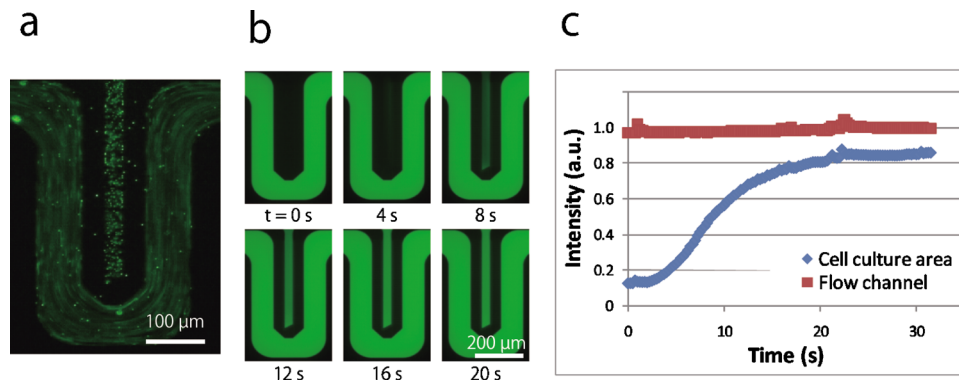 a
100 µm
b
t = 0 s
4 s
8 s
12 s
16 s
20 s
200 µm
c
Intensity (a.u.)
1.0
0.8
0.6
0.4
0.2
0
0
10
20
30
Time (s)
Cell culture area
Flow channel